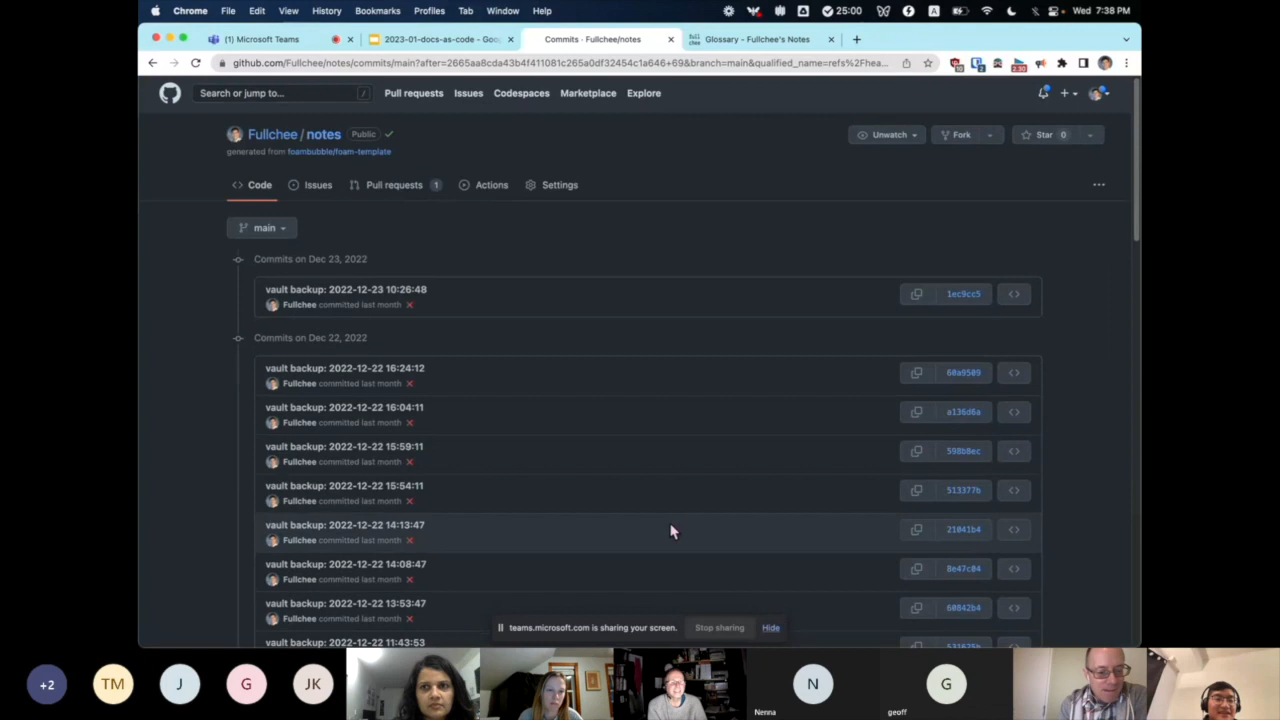 Chrome File Edit View History Bookmarks Profiles Tab Window Help 25:00 A Wed 7:38 PM
(1) Microsoft Teams
2023-01-docs-as-code - Goo
Commits · Fullchee/notes
Glossary - Fullchee's Notes
github.com/Fullchee/notes/commits/main?after=2665aa8cda43b4f411081c265a0df32454c1a646+69&branch=main&qualified_name=refs%2Fhea...
Search or jump to... /
Pull requests Issues Codespaces Marketplace Explore
Fullchee / notes Public
Unwatch Fork Star 0
generated from foambubble/foam-template
Code Issues Pull requests 1 Actions Settings
main
Commits on Dec 23, 2022
vault backup: 2022-12-23 10:26:48
Fullchee committed last month
1ec9cc5
Commits on Dec 22, 2022
vault backup: 2022-12-22 16:24:12
Fullchee committed last month
60a9509
vault backup: 2022-12-22 16:04:11
Fullchee committed last month
a136d6a
vault backup: 2022-12-22 15:59:11
Fullchee committed last month
598b8ec
vault backup: 2022-12-22 15:54:11
Fullchee committed last month
513377b
vault backup: 2022-12-22 14:13:47
Fullchee committed last month
21041b4
vault backup: 2022-12-22 14:08:47
Fullchee committed last month
8e47c04
vault backup: 2022-12-22 13:53:47
Fullchee committed last month
60842b4
teams.microsoft.com is sharing your screen. Stop sharing Hide
vault backup: 2022-12-22 11:43:53
+2 TM J G JK N G
Nenna
geoff